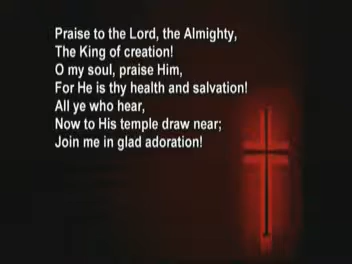 Praise to the Lord, the Almighty,
The King of creation!
O my soul, praise Him,
For He is thy health and salvation!
All ye who hear,
Now to His temple draw near;
Join me in glad adoration!